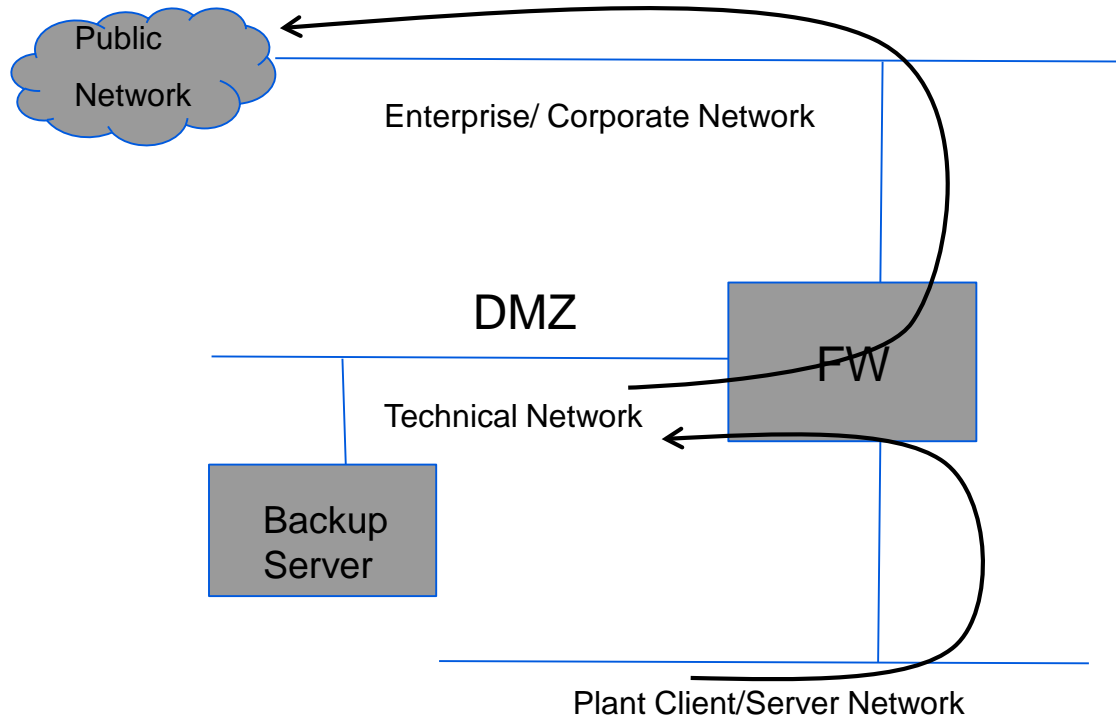 Public
Network
Enterprise/ Corporate Network
DMZ
FW
Technical Network
Backup
Server
Plant Client/Server Network